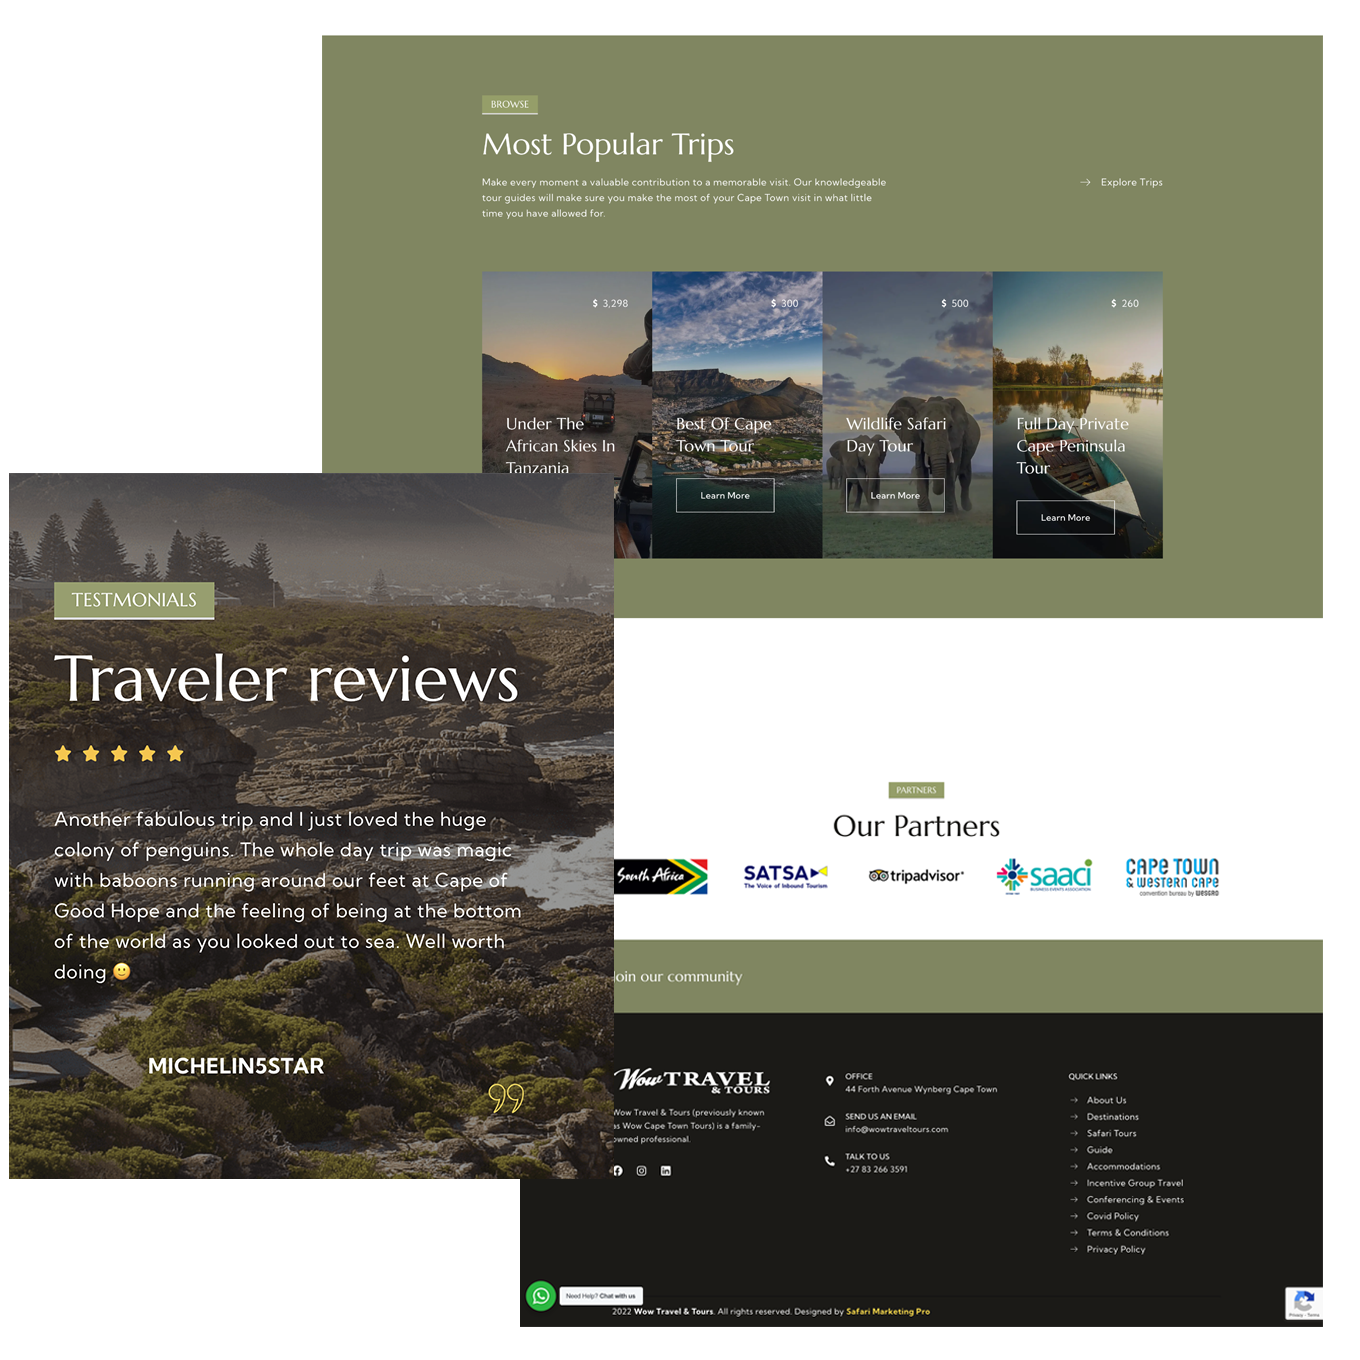 BROWSE
Most Popular Trips
Make every moment a valuable contribution to a memorable visit. Our knowledgeable
tour guides will make sure you make the most of your Cape Town visit in what little
time you have allowed for.
Explore Trips
$ 3,298
Under The
African Skies In
Tanzania
$ 300
Best Of Cape
Town Tour
Learn More
$ 500
Wildlife Safari
Day Tour
Learn More
$ 260
Full Day Private
Cape Peninsula
Tour
Learn More
TESTMONIALS
Traveler reviews
Another fabulous trip and I just loved the huge
colony of penguins. The whole day trip was magic
with baboons running around our feet at Cape of
Good Hope and the feeling of being at the bottom
of the world as you looked out to sea. Well worth
doing 🙂
MICHELIN5STAR
PARTNERS
Our Partners
South Africa
SATSA
The Voice of Inbound Tourism
tripadvisor
saaci
BUSINESS EVENTS ASSOCIATION
CAPE TOWN
& WESTERN CAPE
convention bureau by WESGRO
oin our community
Wow TRAVEL
& TOURS
Wow Travel & Tours (previously known
as Wow Cape Town Tours) is a family-
owned professional.
OFFICE
44 Forth Avenue Wynberg Cape Town
SEND US AN EMAIL
info@wowtraveltours.com
TALK TO US
+27 83 266 3591
QUICK LINKS
About Us
Destinations
Safari Tours
Guide
Accommodations
Incentive Group Travel
Conferencing & Events
Covid Policy
Terms & Conditions
Privacy Policy
Need Help? Chat with us
2022 Wow Travel & Tours. All rights reserved. Designed by Safari Marketing Pro
Privacy - Terms